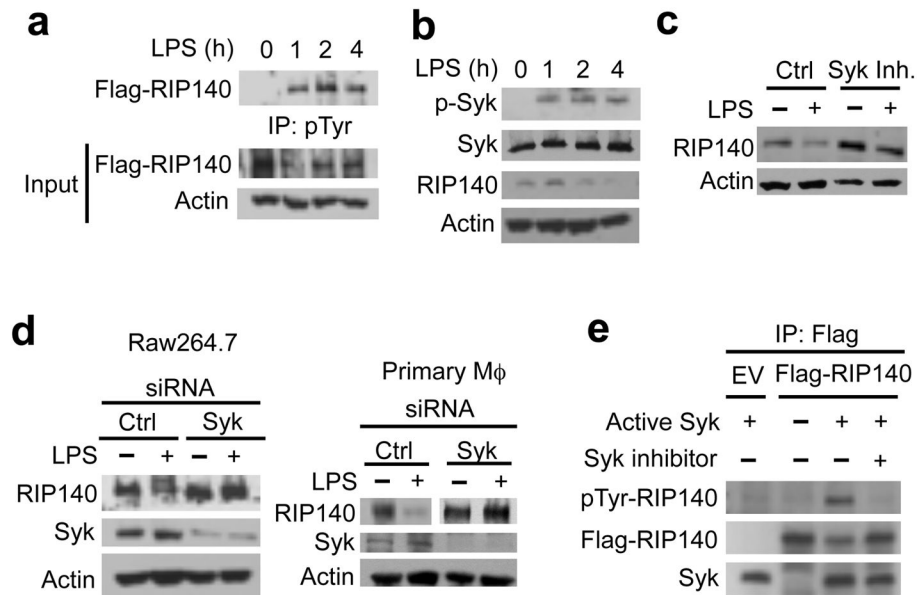 a
LPS (h) 0 1 2 4
Flag-RIP140
IP: pTyr
Input
Flag-RIP140
Actin
b
LPS (h)
0 1 2 4
p-Syk
Syk
RIP140
Actin
c
Ctrl Syk Inh.
LPS – + – +
RIP140
Actin
d
Raw264.7
siRNA
Ctrl Syk
LPS – + – +
RIP140
Syk
Actin
Primary Mϕ
siRNA
Ctrl Syk
LPS – + – +
RIP140
Syk
Actin
e
IP: Flag
EV Flag-RIP140
Active Syk + – + +
Syk inhibitor – – – +
pTyr-RIP140
Flag-RIP140
Syk